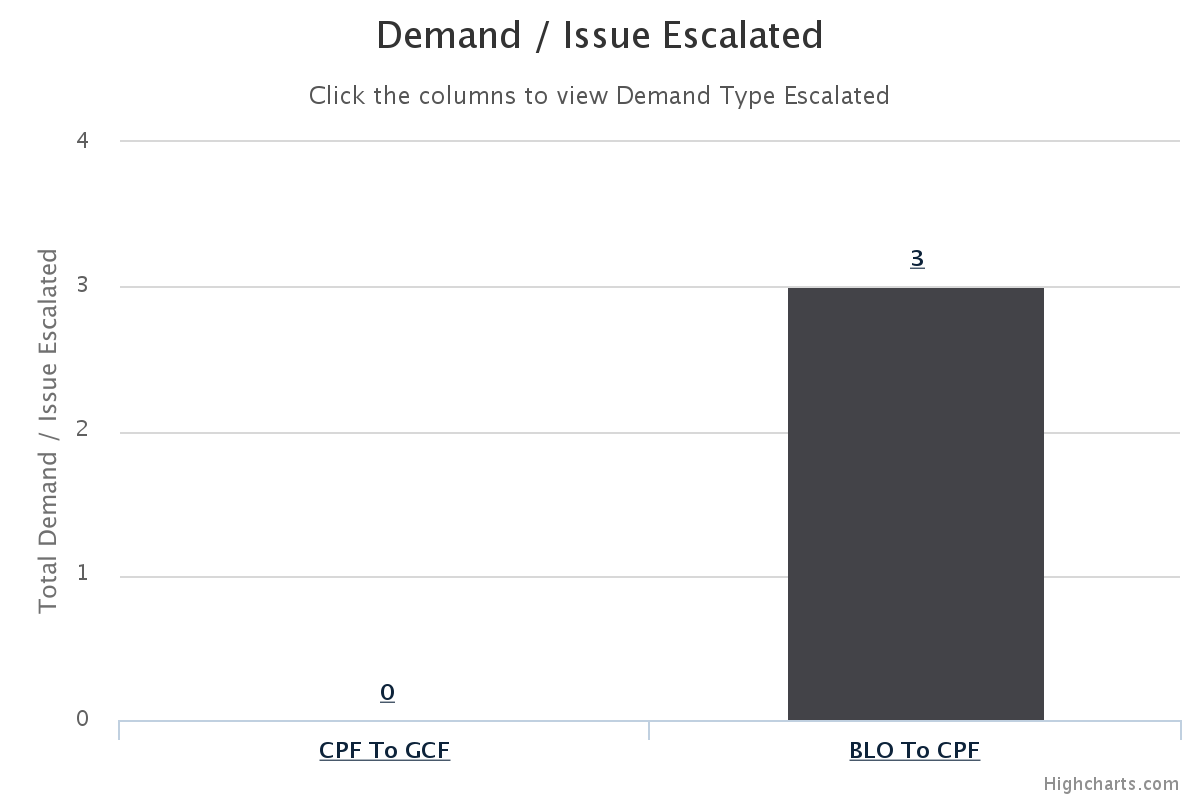 Demand / Issue Escalated
Click the columns to view Demand Type Escalated
Total Demand / Issue Escalated
4
3
2
1
0
0
3
CPF To GCF
BLO To CPF
Highcharts.com